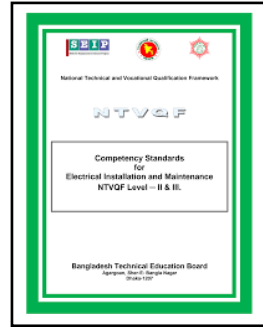 SEIP
National Technical and Vocational Qualification Framework
NTVQF
Competency Standards
for
Electrical Installation and Maintenance
NTVQF Level – II & III.
Bangladesh Technical Education Board
Agargoan, Sher-E- Bangla Nagar
Dhaka-1207